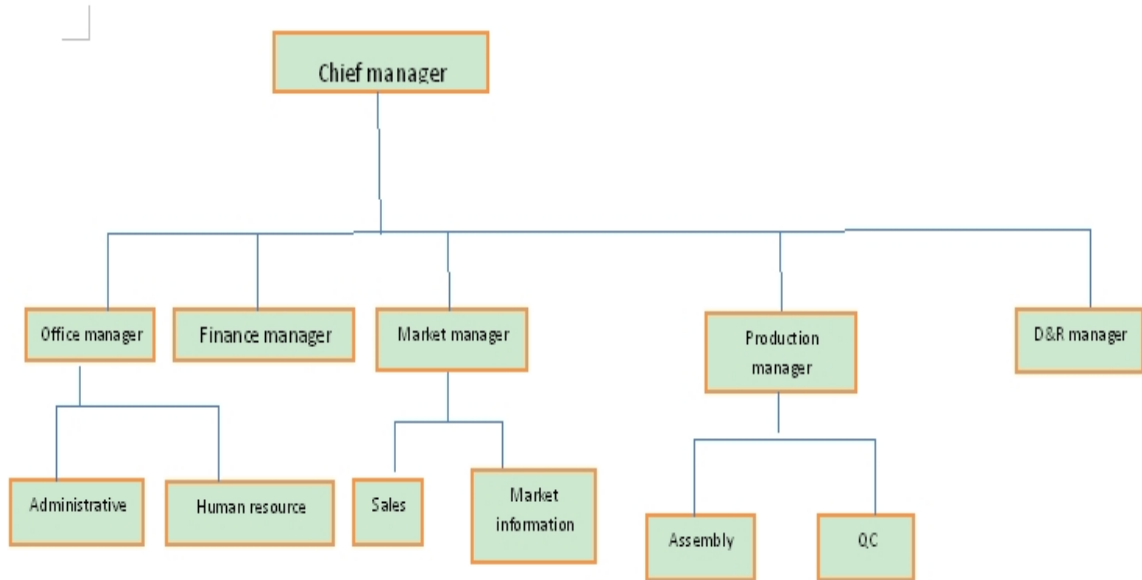 Chief manager
Office manager
Finance manager
Market manager
Production
manager
D&R manager
Administrative
Human resource
Sales
Market
information
Assembly
QC